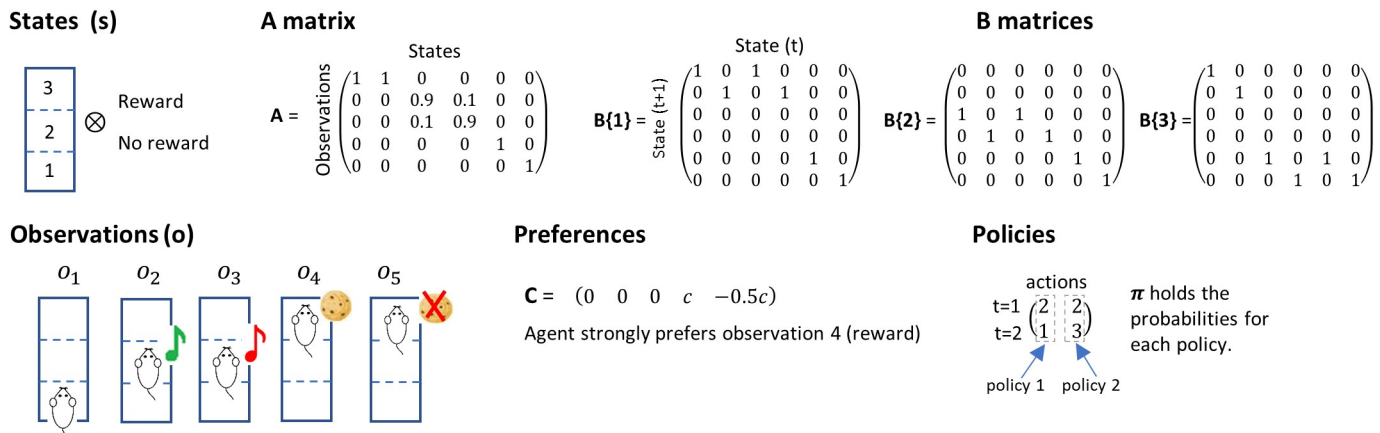 States (s)
3
2
1
⊗
Reward
No reward
A matrix
States
Observations
A =
1 1 0 0 0 0
0 0 0.9 0.1 0 0
0 0 0.1 0.9 0 0
0 0 0 0 1 0
0 0 0 0 0 1
B matrices
State (t)
State (t+1)
B{1} =
1 0 1 0 0 0
0 1 0 1 0 0
0 0 0 0 0 0
0 0 0 0 0 0
0 0 0 0 1 0
0 0 0 0 0 1
B{2} =
0 0 0 0 0 0
0 0 0 0 0 0
1 0 1 0 0 0
0 1 0 1 0 0
0 0 0 0 1 0
0 0 0 0 0 1
B{3} =
1 0 0 0 0 0
0 1 0 0 0 0
0 0 0 0 0 0
0 0 0 0 0 0
0 0 1 0 1 0
0 0 0 1 0 1
Observations (o)
o1 o2 o3 o4 o5
Preferences
C = (0 0 0 c −0.5c)
Agent strongly prefers observation 4 (reward)
Policies
actions
t=1 (2 2)
t=2 (1 3)
policy 1 policy 2
π holds the
probabilities for
each policy.